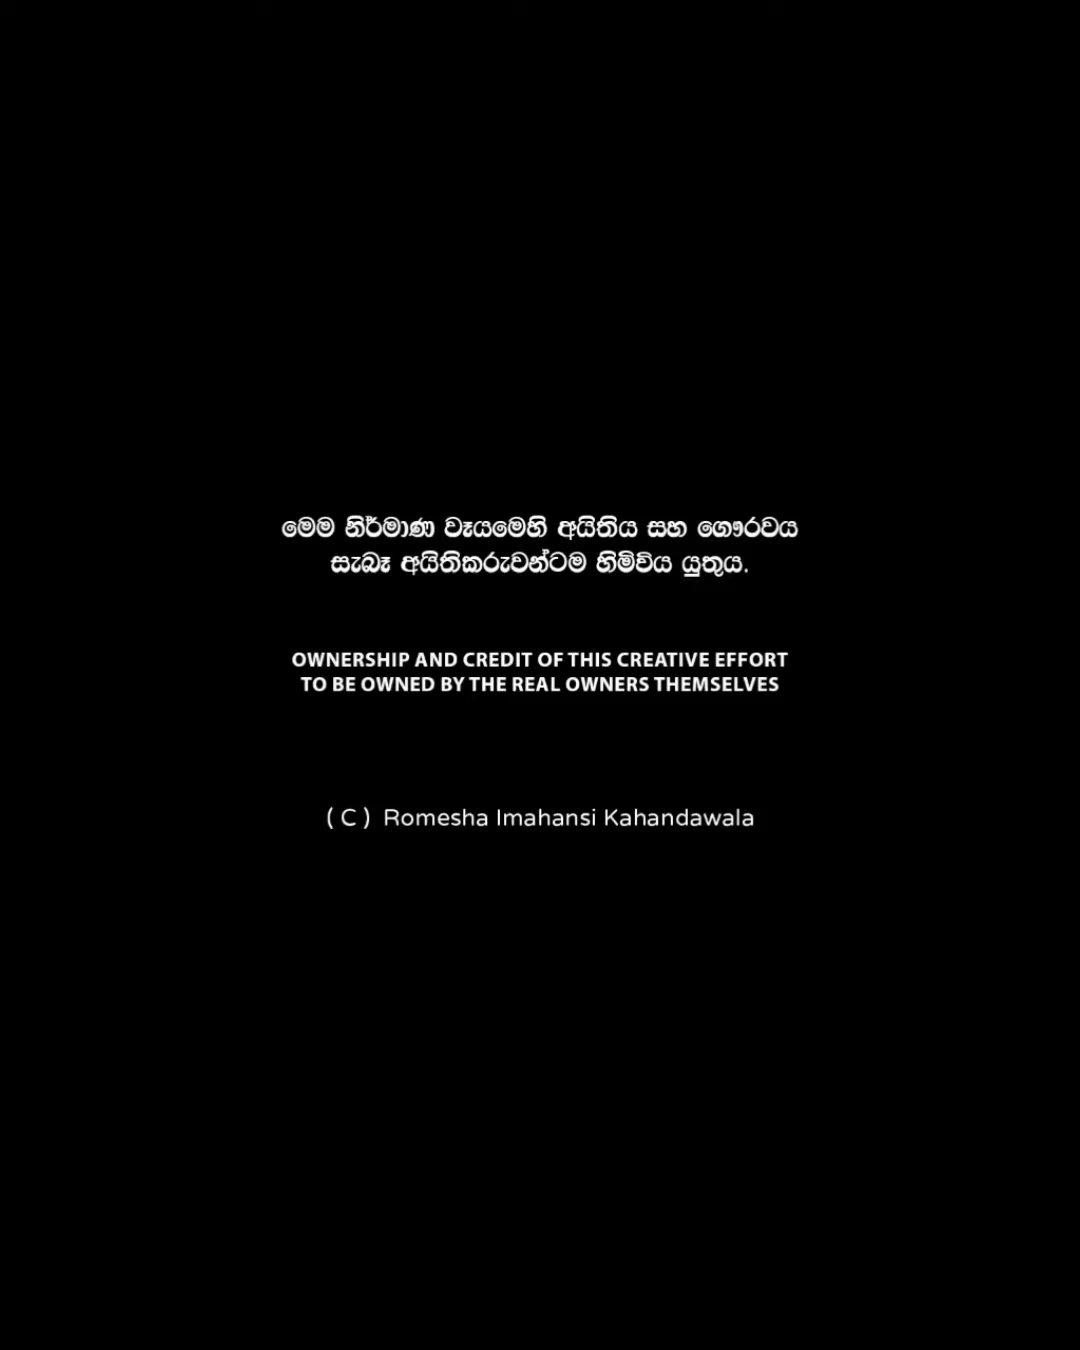 මෙම නිර්මාණ වෑයමෙහි අයිතිය සහ ගෞරවය
සැබෑ අයිතිකරුවන්ටම හිමිවිය යුතුය.
OWNERSHIP AND CREDIT OF THIS CREATIVE EFFORT
TO BE OWNED BY THE REAL OWNERS THEMSELVES
( C ) Romesha Imahansi Kahandawala